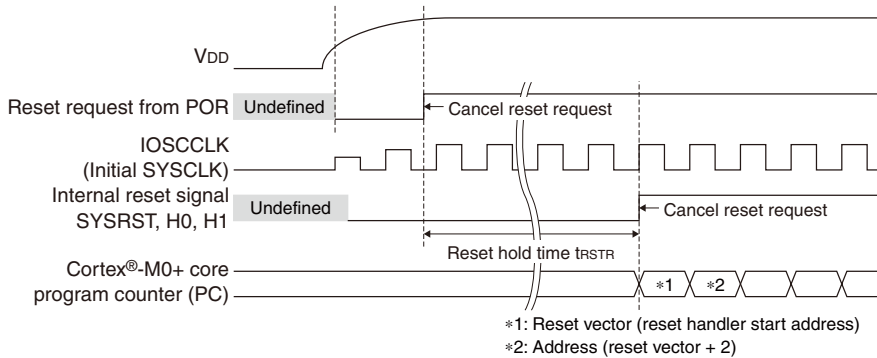 VDD
Reset request from POR
Undefined
Cancel reset request
IOSCCLK
(Initial SYSCLK)
Internal reset signal
SYSRST, H0, H1
Undefined
Cancel reset request
Reset hold time tRSTR
Cortex®-M0+ core
program counter (PC)
*1
*2
*1: Reset vector (reset handler start address)
*2: Address (reset vector + 2)